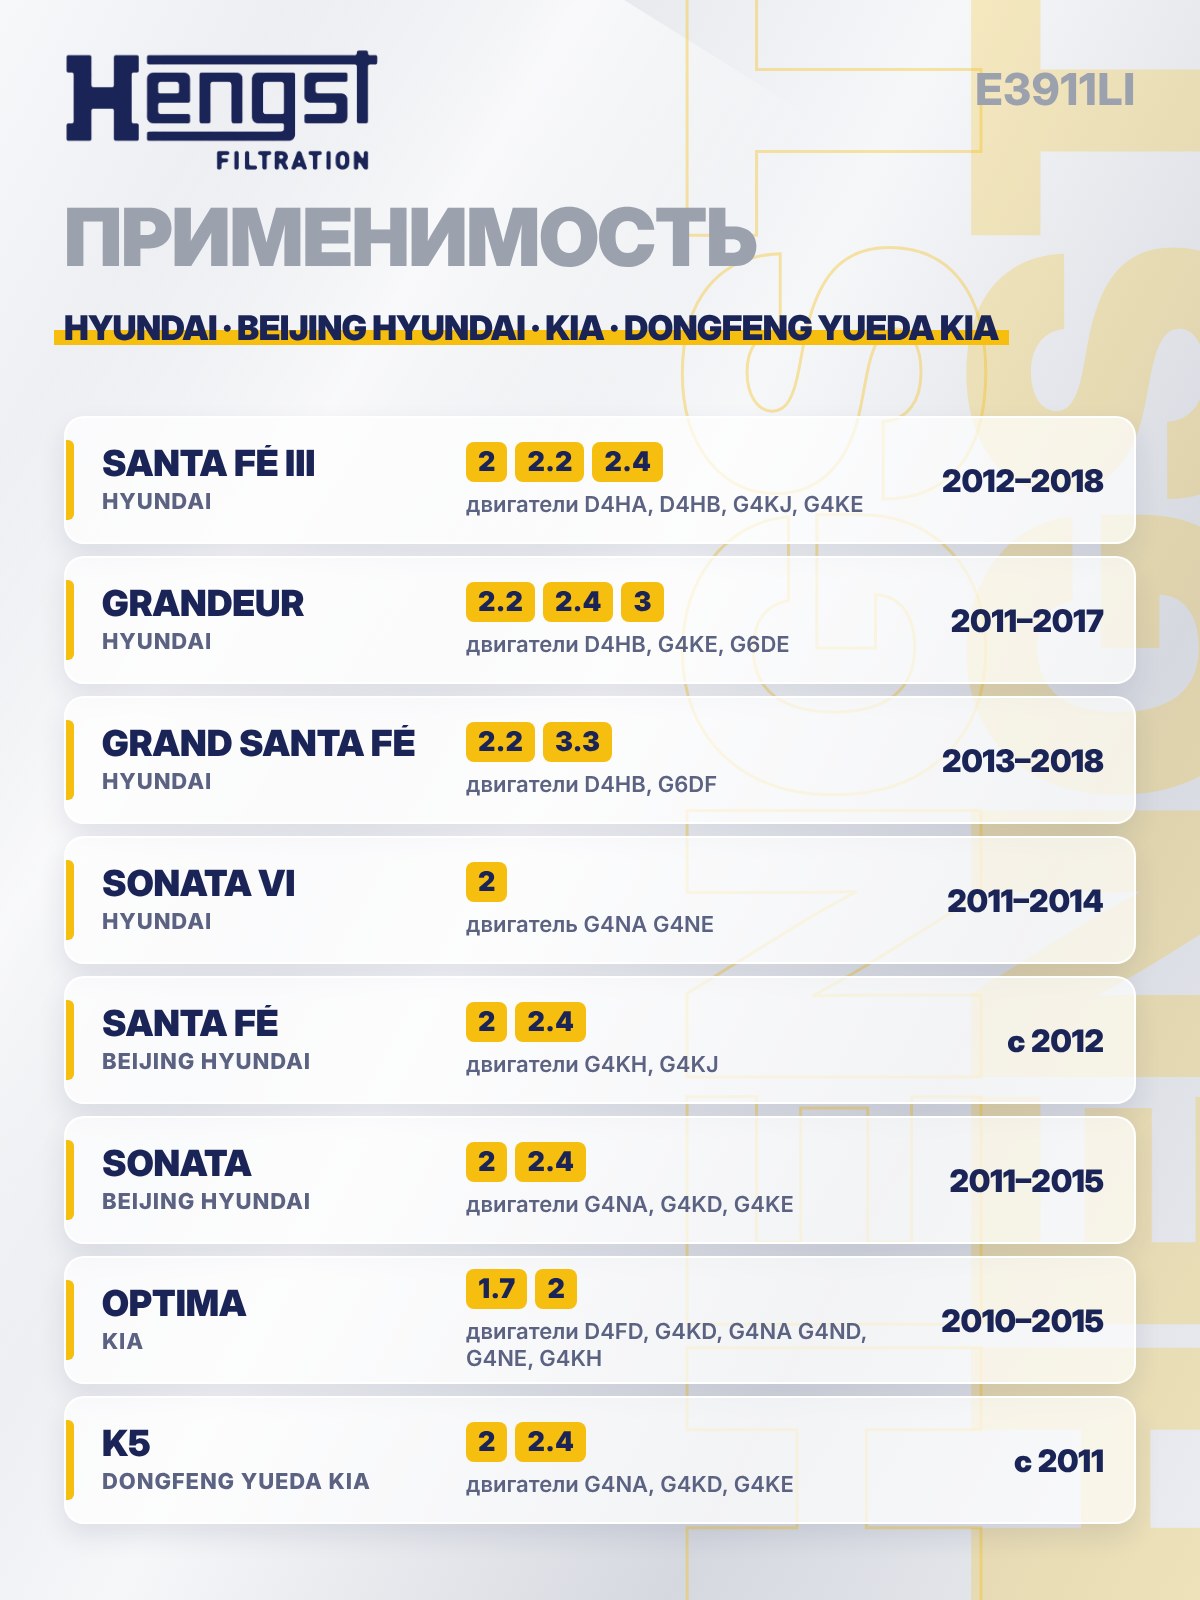 Hengst
FILTRATION
E3911LI
ПРИМЕНИМОСТЬ
HYUNDAI · BEIJING HYUNDAI · KIA · DONGFENG YUEDA KIA
SANTA FÉ III
HYUNDAI
2 2.2 2.4
двигатели D4HA, D4HB, G4KJ, G4KE
2012–2018
GRANDEUR
HYUNDAI
2.2 2.4 3
двигатели D4HB, G4KE, G6DE
2011–2017
GRAND SANTA FÉ
HYUNDAI
2.2 3.3
двигатели D4HB, G6DF
2013–2018
SONATA VI
HYUNDAI
2
двигатель G4NA G4NE
2011–2014
SANTA FÉ
BEIJING HYUNDAI
2 2.4
двигатели G4KH, G4KJ
с 2012
SONATA
BEIJING HYUNDAI
2 2.4
двигатели G4NA, G4KD, G4KE
2011–2015
OPTIMA
KIA
1.7 2
двигатели D4FD, G4KD, G4NA G4ND,
G4NE, G4KH
2010–2015
K5
DONGFENG YUEDA KIA
2 2.4
двигатели G4NA, G4KD, G4KE
с 2011
HENGST
HENGST